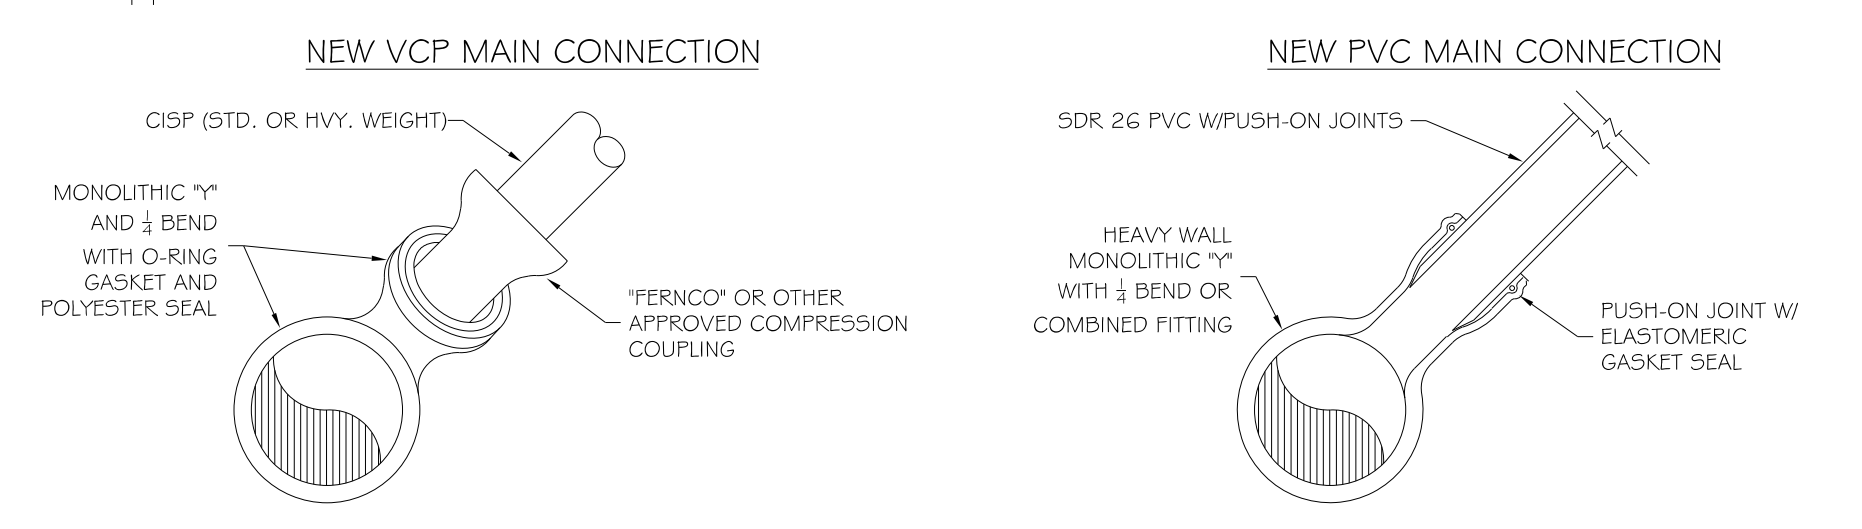 NEW VCP MAIN CONNECTION
CISP (STD. OR HVY. WEIGHT)
MONOLITHIC "Y"
AND 1/4 BEND
WITH O-RING
GASKET AND
POLYESTER SEAL
"FERNCO" OR OTHER
APPROVED COMPRESSION
COUPLING
NEW PVC MAIN CONNECTION
SDR 26 PVC W/PUSH-ON JOINTS
HEAVY WALL
MONOLITHIC "Y"
WITH 1/4 BEND OR
COMBINED FITTING
PUSH-ON JOINT W/
ELASTOMERIC
GASKET SEAL